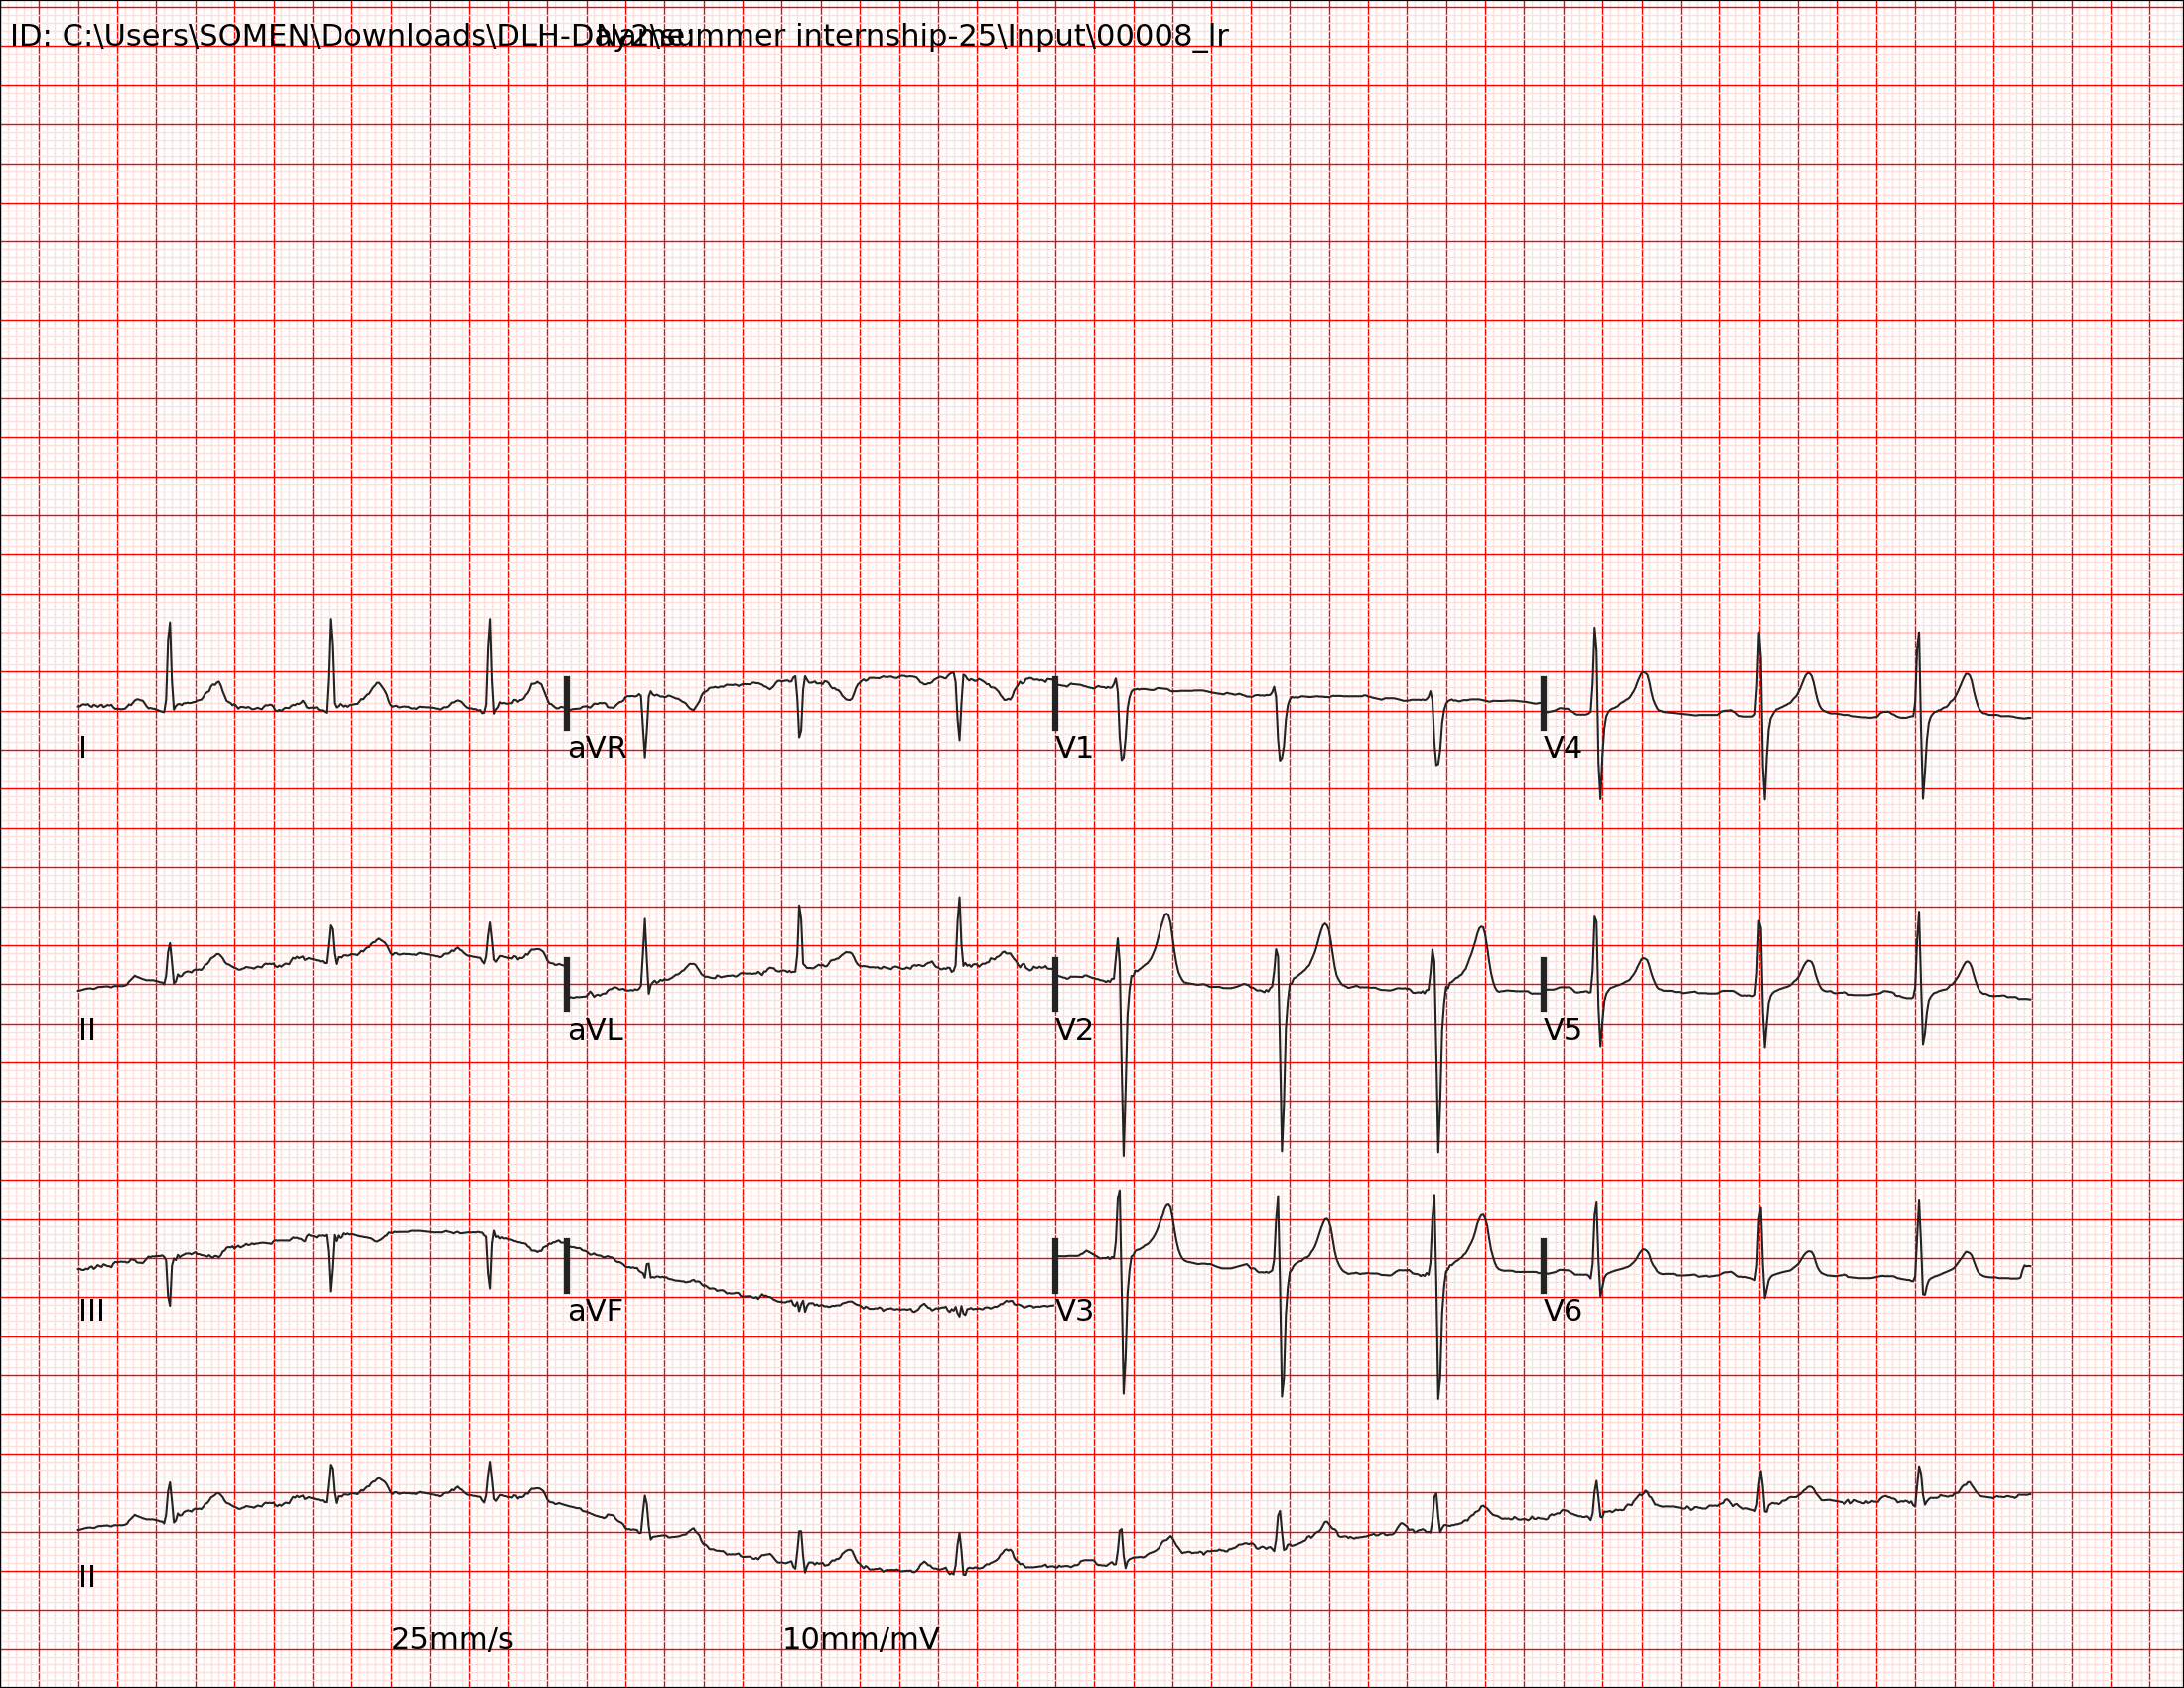 ID: C:\Users\SOMEN\Downloads\DLH-Day2\summer internship-25\Input\00008_lr
Name:
I aVR V1 V4
II aVL V2 V5
III aVF V3 V6
II
25mm/s 10mm/mV